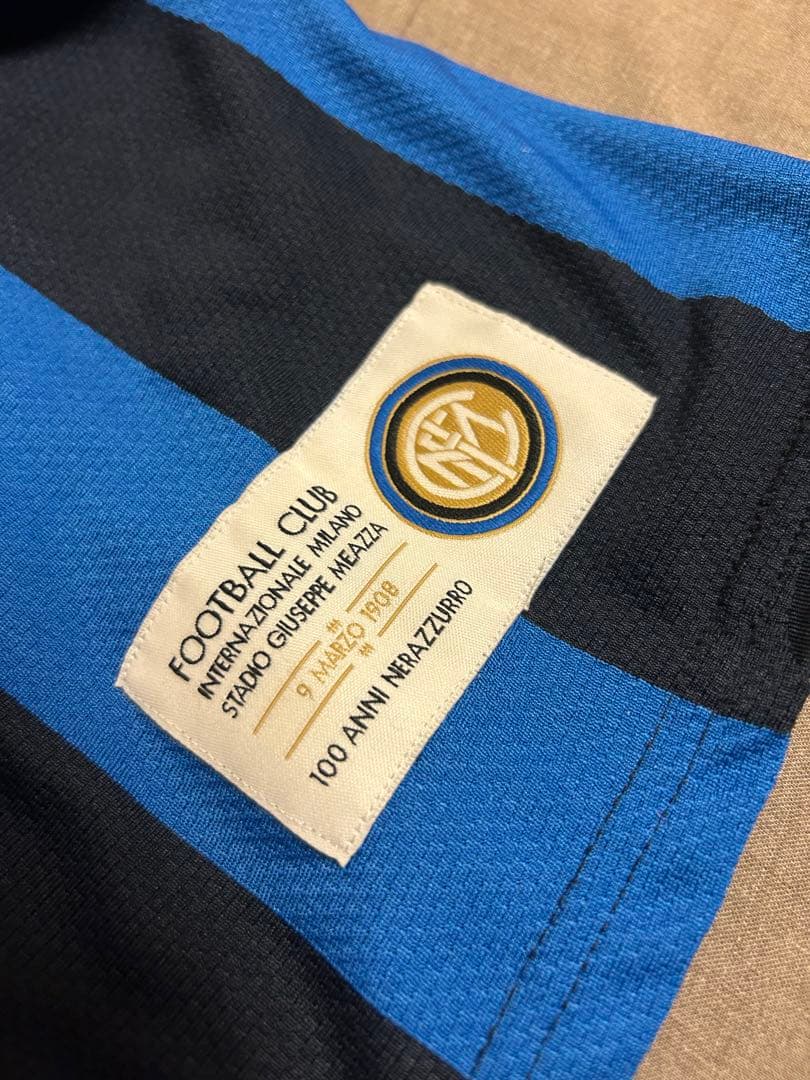 FOOTBALL CLUB
INTERNAZIONALE MILANO
STADIO GIUSEPPE MEAZZA
9 MARZO 1908
100 ANNI NERAZZURRO